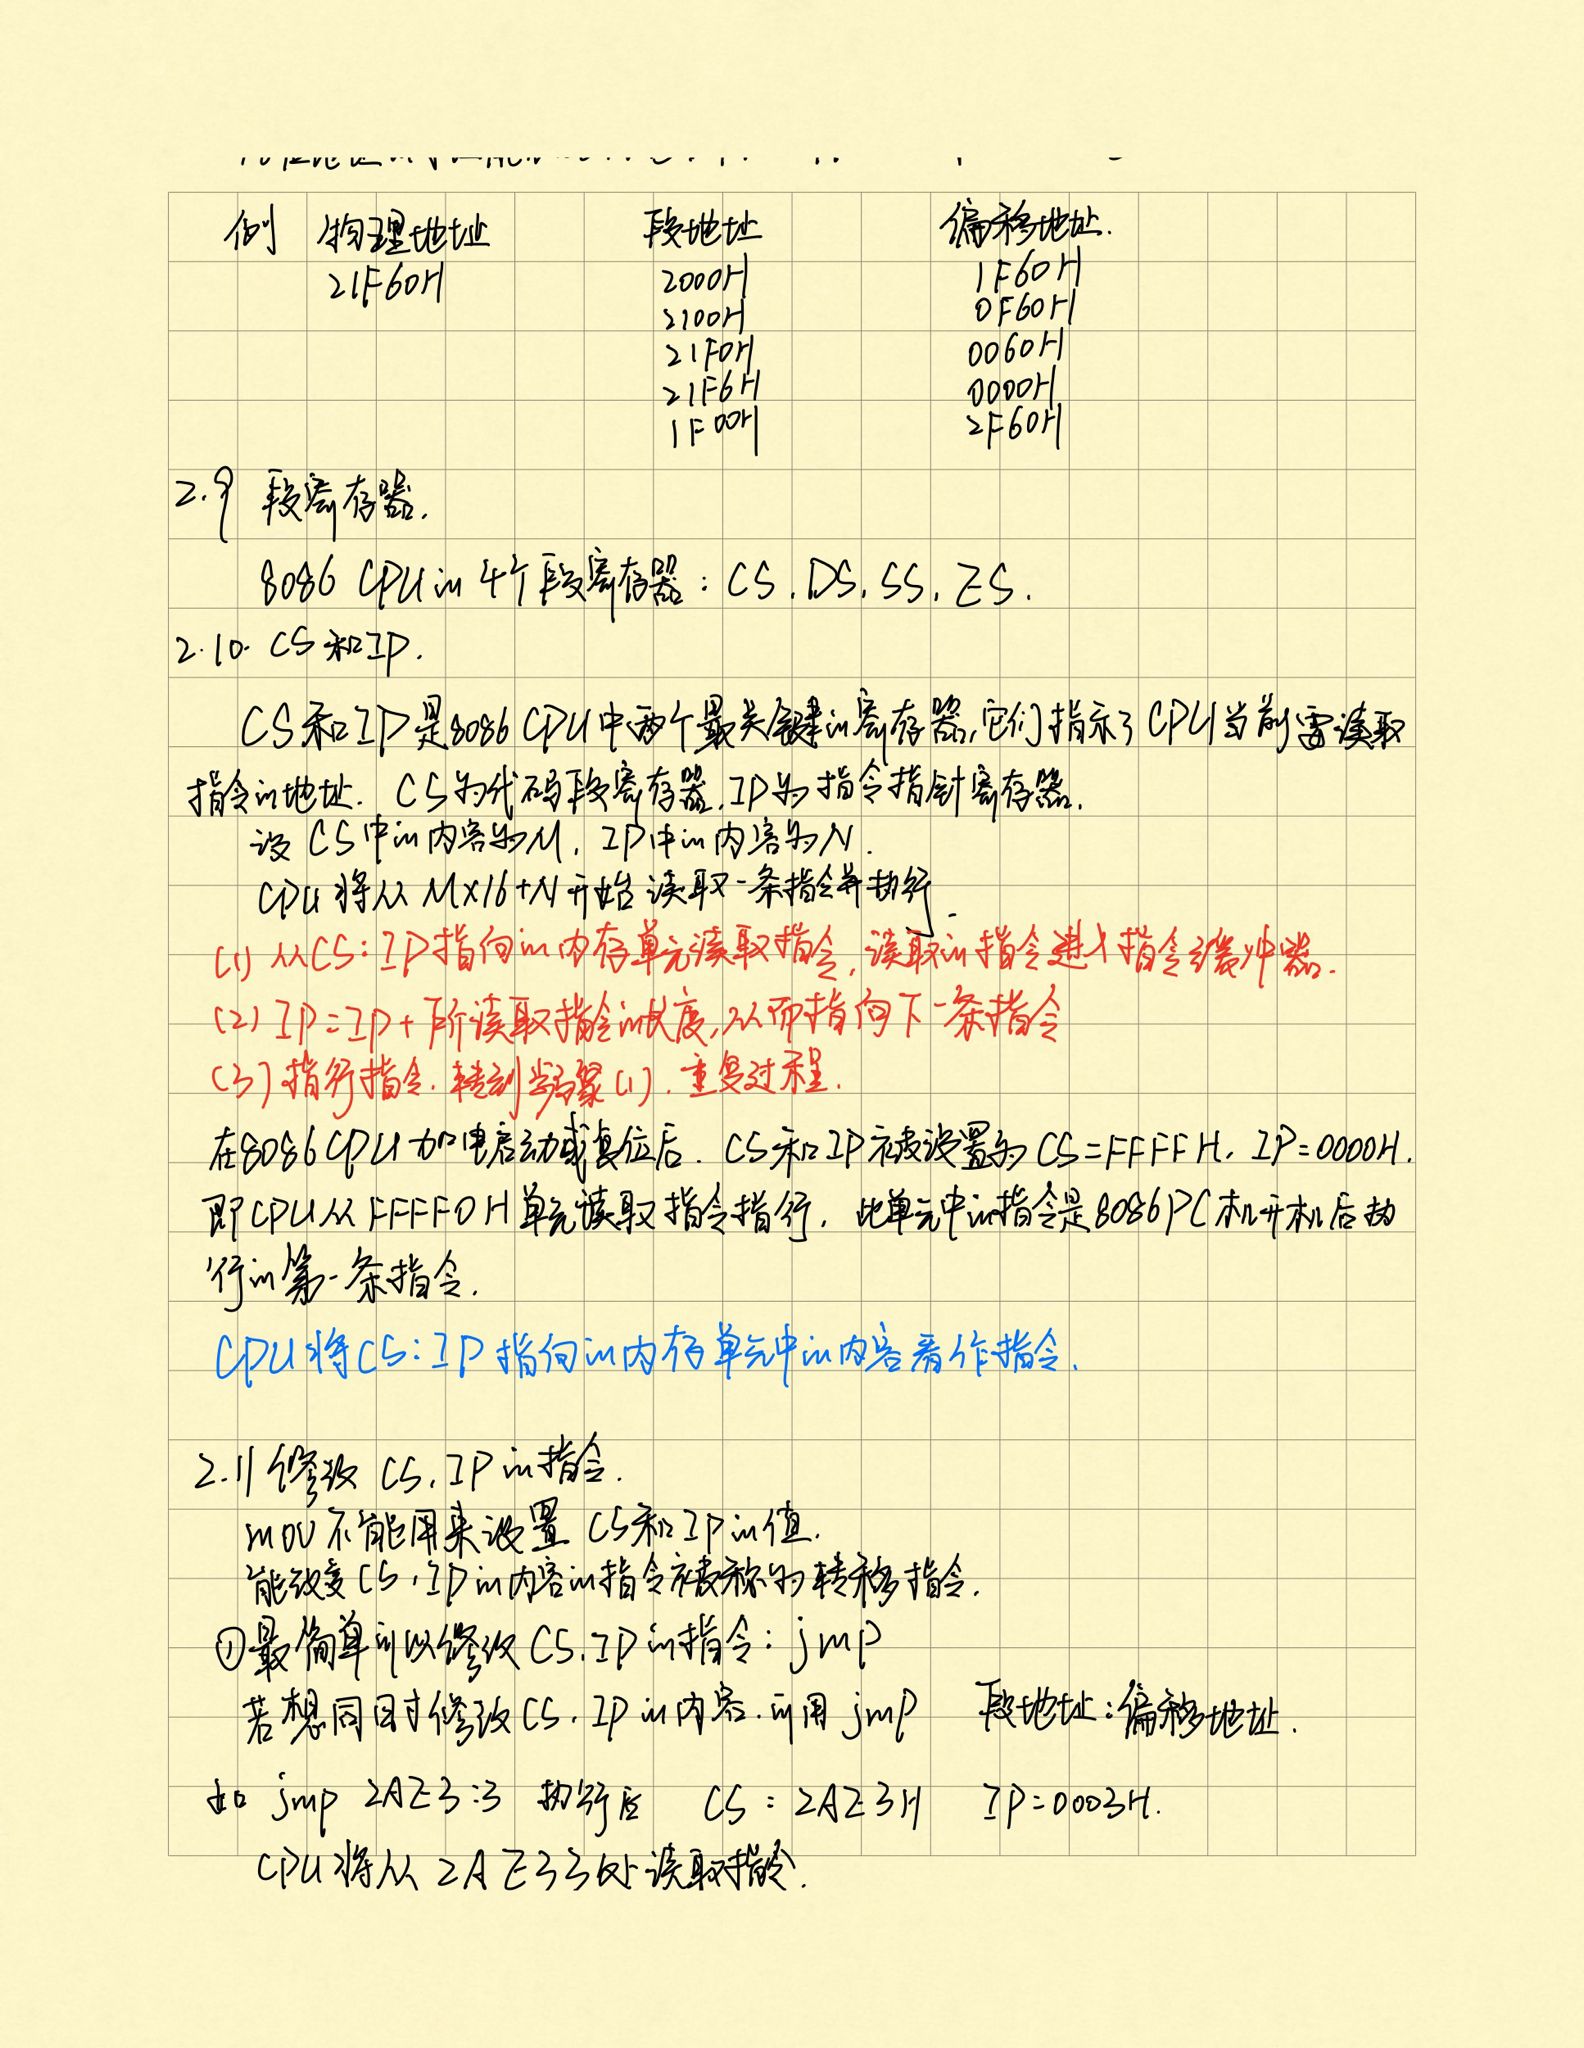 例 物理地址 段地址 偏移地址.
21F60H 2000H 1F60H
2100H 0F60H
21F0H 0060H
21F6H 0000H
1F00H 2F60H
2.9 段寄存器.
8086 CPU的4个段寄存器：CS, DS, SS, ES.
2.10. CS和IP.
CS和IP是8086CPU中两个最关键的寄存器,它们指示了CPU当前需读取
指令的地址. CS为代码段寄存器,IP为指令指针寄存器.
设CS中的内容为M, IP中的内容为N.
CPU将从M×16+N开始读取一条指令并执行.
(1) 从CS:IP指向的内存单元读取指令,读取的指令进入指令缓冲器.
(2) IP=IP+所读取指令的长度,从而指向下一条指令
(3) 指行指令. 转到步骤(1), 重复过程.
在8086CPU加电启动或复位后. CS和IP被设置为CS=FFFFH, IP=0000H.
即CPU从FFFF0H单元读取指令指行, 此单元中的指令是8086PC机开机后执
行的第一条指令.
CPU将CS:IP指向的内存单元中的内容看作指令.
2.11 修改CS,IP的指令.
mov不能用来设置CS和IP的值.
能改变CS,IP的内容的指令被称为转移指令.
①最简单可以修改CS,IP的指令：jmp
若想同时修改CS,IP的内容.可用jmp 段地址:偏移地址.
如 jmp 2AE3:3 执行后 CS=2AE3H IP=0003H.
CPU将从2AE33处读取指令.